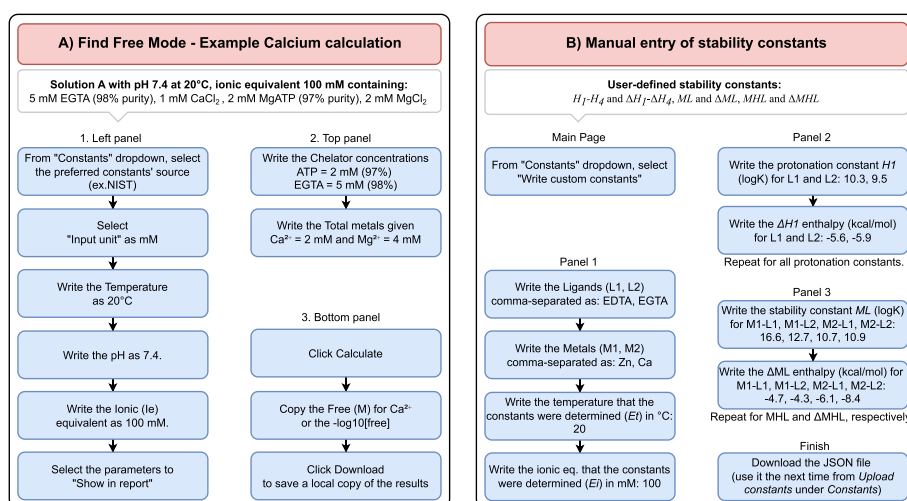 A) Find Free Mode - Example Calcium calculation
Solution A with pH 7.4 at 20°C, ionic equivalent 100 mM containing:
5 mM EGTA (98% purity), 1 mM CaCl₂ , 2 mM MgATP (97% purity), 2 mM MgCl₂
1. Left panel
From "Constants" dropdown, select
the preferred constants' source
(ex.NIST)
Select
"Input unit" as mM
Write the Temperature
as 20°C
Write the pH as 7.4.
Write the Ionic (Ie)
equivalent as 100 mM.
Select the parameters to
"Show in report"
2. Top panel
Write the Chelator concentrations
ATP = 2 mM (97%)
EGTA = 5 mM (98%)
Write the Total metals given
Ca²⁺ = 2 mM and Mg²⁺ = 4 mM
3. Bottom panel
Click Calculate
Copy the Free (M) for Ca²⁺
or the -log10[free]
Click Download
to save a local copy of the results
B) Manual entry of stability constants
User-defined stability constants:
H₁-H₄ and ΔH₁-ΔH₄, ML and ΔML, MHL and ΔMHL
Main Page
From "Constants" dropdown, select
"Write custom constants"
Panel 1
Write the Ligands (L1, L2)
comma-separated as: EDTA, EGTA
Write the Metals (M1, M2)
comma-separated as: Zn, Ca
Write the temperature that the
constants were determined (Et) in °C:
20
Write the ionic eq. that the constants
were determined (Ei) in mM: 100
Panel 2
Write the protonation constant H1
(logK) for L1 and L2: 10.3, 9.5
Write the ΔH1 enthalpy (kcal/mol)
for L1 and L2: -5.6, -5.9
Repeat for all protonation constants.
Panel 3
Write the stability constant ML (logK)
for M1-L1, M1-L2, M2-L1, M2-L2:
16.6, 12.7, 10.7, 10.9
Write the ΔML enthalpy (kcal/mol) for
M1-L1, M1-L2, M2-L1, M2-L2:
-4.7, -4.3, -6.1, -8.4
Repeat for MHL and ΔMHL, respectively
Finish
Download the JSON file
(use it the next time from Upload
constants under Constants)